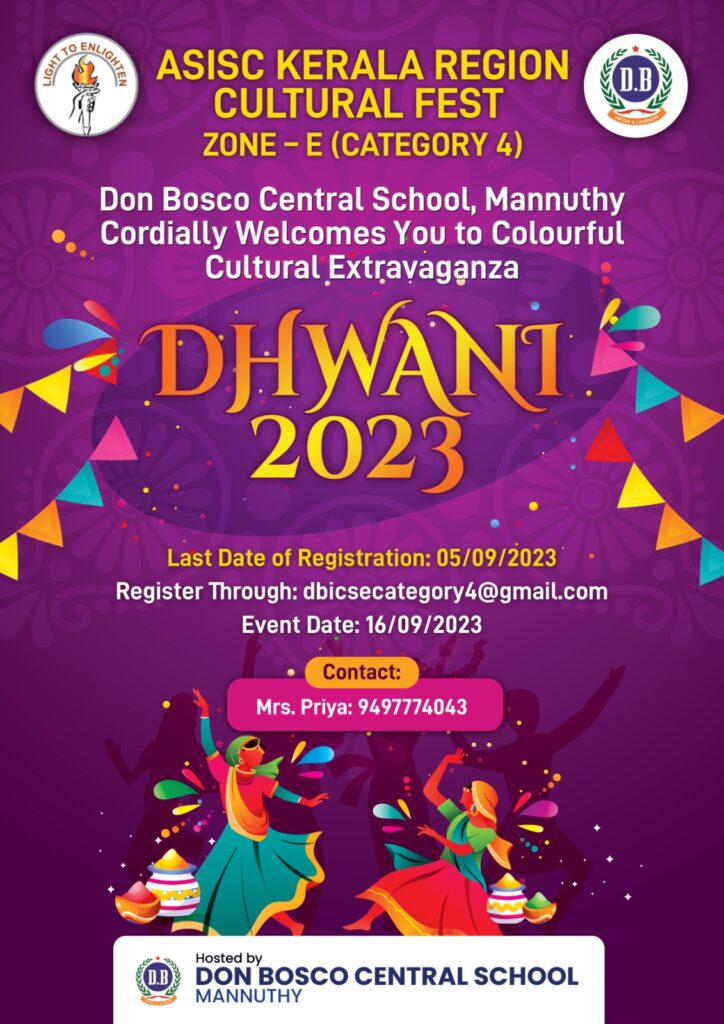 LIGHT TO ENLIGHTEN
ASISC KERALA REGION
CULTURAL FEST
ZONE – E (CATEGORY 4)
D.B
VIRTUE & LEARNING
Don Bosco Central School, Mannuthy
Cordially Welcomes You to Colourful
Cultural Extravaganza
DHWANI
2023
Last Date of Registration: 05/09/2023
Register Through: dbicsecategory4@gmail.com
Event Date: 16/09/2023
Contact:
Mrs. Priya: 9497774043
D.B
Hosted by
DON BOSCO CENTRAL SCHOOL
MANNUTHY